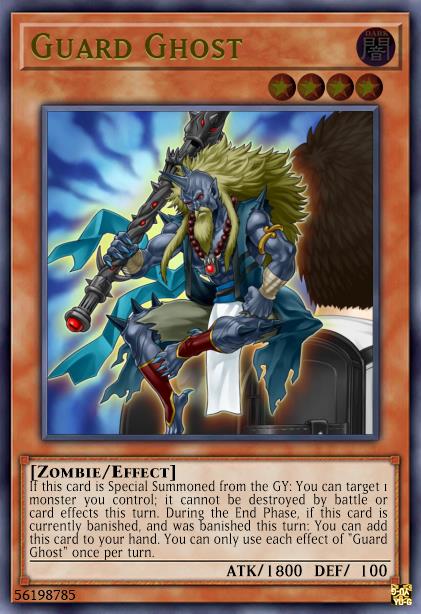 Guard Ghost
DARK
闇
[Zombie/Effect]
If this card is Special Summoned from the GY: You can target 1
monster you control; it cannot be destroyed by battle or
card effects this turn. During the End Phase, if this card is
currently banished, and was banished this turn: You can add
this card to your hand. You can only use each effect of "Guard
Ghost" once per turn.
ATK/1800 DEF/ 100
56198785